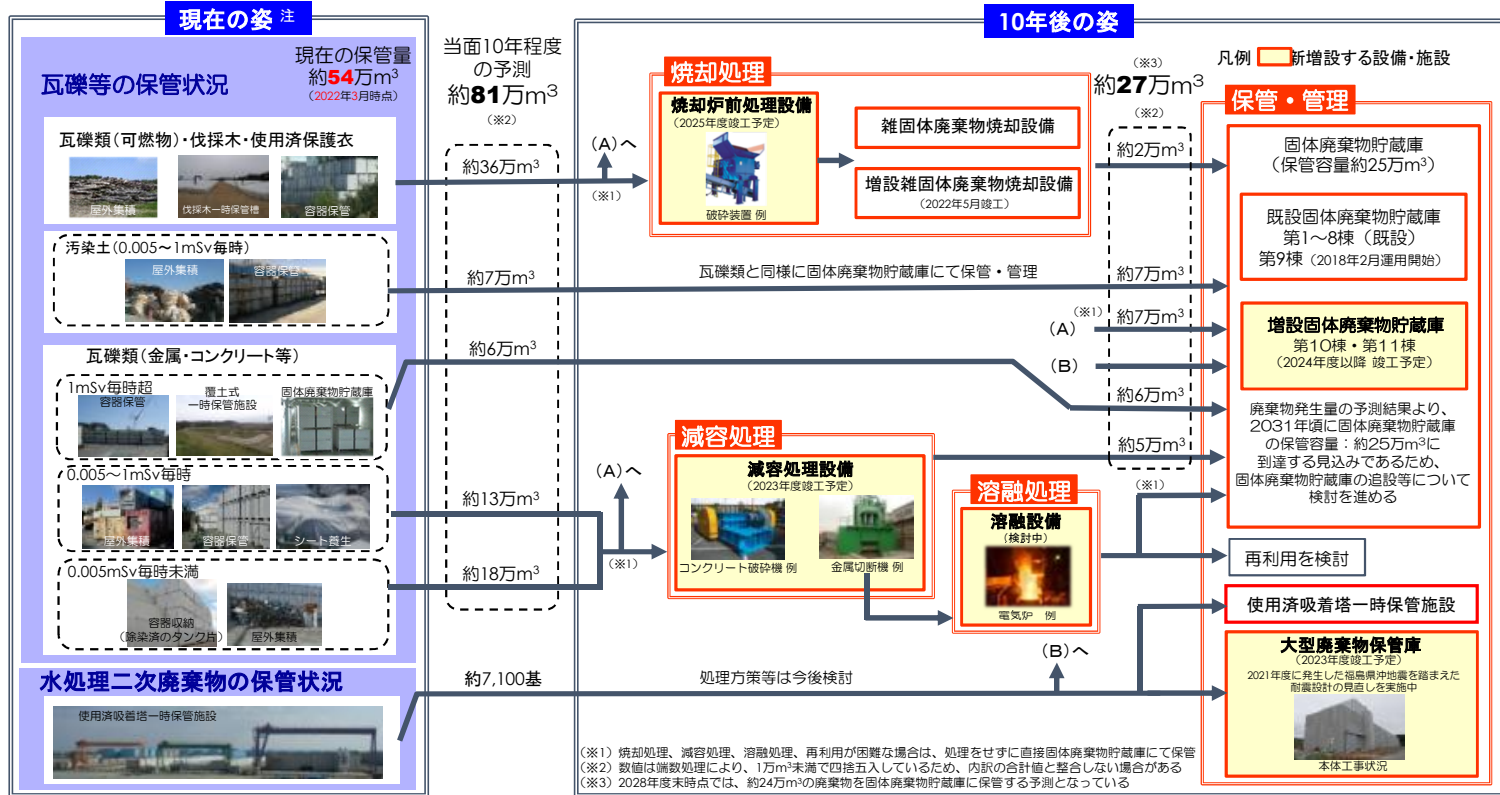 現在の姿 注
瓦礫等の保管状況
現在の保管量
約54万m³
(2022年3月時点)
瓦礫類(可燃物)・伐採木・使用済保護衣
屋外集積
伐採木一時保管槽
容器保管
汚染土(0.005～1mSv毎時)
屋外集積
容器保管
瓦礫類(金属・コンクリート等)
1mSv毎時超
容器保管
覆土式
一時保管施設
固体廃棄物貯蔵庫
0.005～1mSv毎時
屋外集積
容器保管
シート養生
0.005mSv毎時未満
容器収納
(除染済のタンク片)
屋外集積
水処理二次廃棄物の保管状況
使用済吸着塔一時保管施設
当面10年程度
の予測
約81万m³
(※2)
約36万m³
約7万m³
約6万m³
約13万m³
約18万m³
約7,100基
10年後の姿
凡例 新増設する設備・施設
(A)へ
(※1)
焼却処理
焼却炉前処理設備
(2025年度竣工予定)
破砕装置 例
雑固体廃棄物焼却設備
増設雑固体廃棄物焼却設備
(2022年5月竣工)
瓦礫類と同様に固体廃棄物貯蔵庫にて保管・管理
(A)へ
(※1)
減容処理
減容処理設備
(2023年度竣工予定)
コンクリート破砕機 例
金属切断機 例
溶融処理
溶融設備
(検討中)
電気炉 例
処理方策等は今後検討
(B)へ
(※3)
約27万m³
(※2)
約2万m³
約7万m³
(A)
(※1)
約7万m³
(B)
約6万m³
約5万m³
(※1)
保管・管理
固体廃棄物貯蔵庫
(保管容量約25万m³)
既設固体廃棄物貯蔵庫
第1～8棟(既設)
第9棟(2018年2月運用開始)
増設固体廃棄物貯蔵庫
第10棟・第11棟
(2024年度以降 竣工予定)
廃棄物発生量の予測結果より、
2031年頃に固体廃棄物貯蔵庫
の保管容量：約25万m³に
到達する見込みであるため、
固体廃棄物貯蔵庫の追設等について
検討を進める
再利用を検討
使用済吸着塔一時保管施設
大型廃棄物保管庫
(2023年度竣工予定)
2021年度に発生した福島県沖地震を踏まえた
耐震設計の見直しを実施中
本体工事状況
(※1) 焼却処理、減容処理、溶融処理、再利用が困難な場合は、処理をせずに直接固体廃棄物貯蔵庫にて保管
(※2) 数値は端数処理により、1万m³未満で四捨五入しているため、内訳の合計値と整合しない場合がある
(※3) 2028年度末時点では、約24万m³の廃棄物を固体廃棄物貯蔵庫に保管する予測となっている